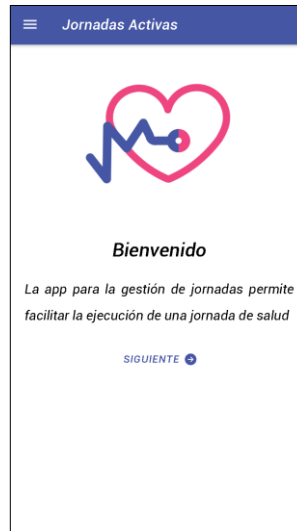 Jornadas Activas
Bienvenido
La app para la gestión de jornadas permite
facilitar la ejecución de una jornada de salud
SIGUIENTE